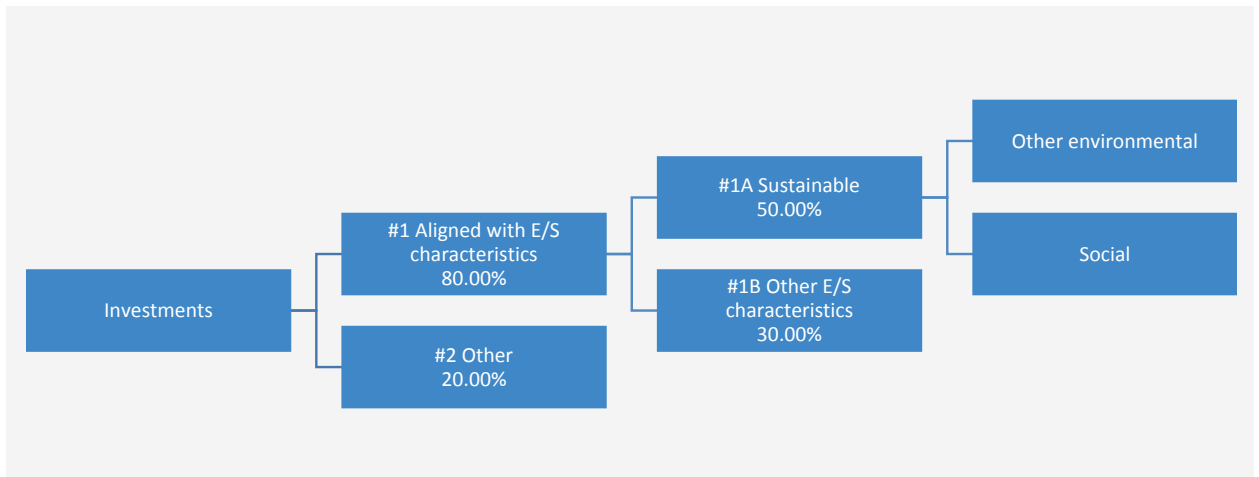 Investments
#1 Aligned with E/S
characteristics
80.00%
#2 Other
20.00%
#1A Sustainable
50.00%
#1B Other E/S
characteristics
30.00%
Other environmental
Social